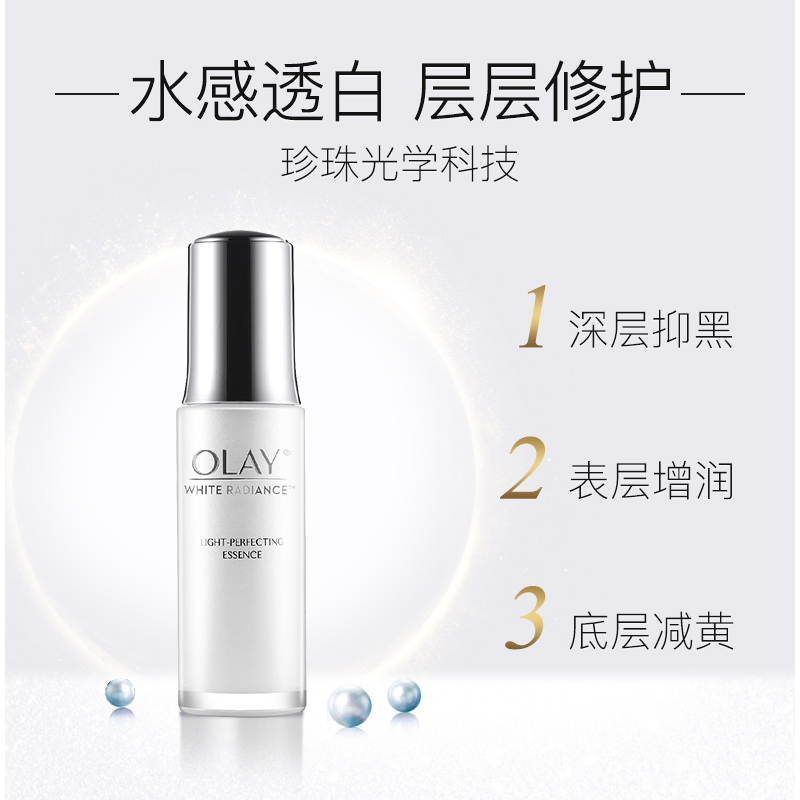 水感透白 层层修护
珍珠光学科技
1 深层抑黑
2 表层增润
3 底层减黄
OLAY®
WHITE RADIANCE™
LIGHT-PERFECTING
ESSENCE